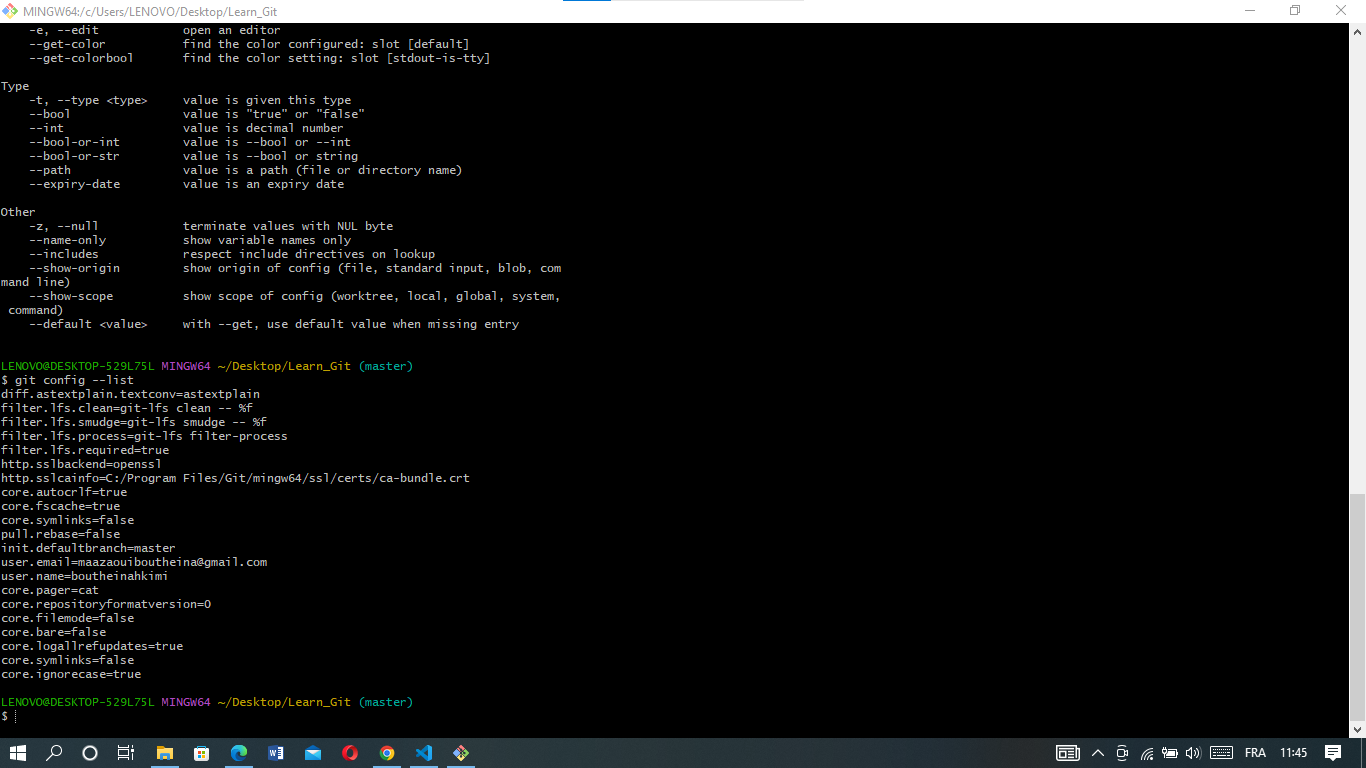 MINGW64:/c/Users/LENOVO/Desktop/Learn_Git
-e, --edit            open an editor
--get-color           find the color configured: slot [default]
--get-colorbool       find the color setting: slot [stdout-is-tty]
Type
-t, --type <type>     value is given this type
--bool                value is "true" or "false"
--int                 value is decimal number
--bool-or-int         value is --bool or --int
--bool-or-str         value is --bool or string
--path                value is a path (file or directory name)
--expiry-date         value is an expiry date
Other
-z, --null            terminate values with NUL byte
--name-only           show variable names only
--includes            respect include directives on lookup
--show-origin         show origin of config (file, standard input, blob, com
mand line)
--show-scope          show scope of config (worktree, local, global, system,
command)
--default <value>     with --get, use default value when missing entry
LENOVO@DESKTOP-529L75L MINGW64 ~/Desktop/Learn_Git (master)
$ git config --list
diff.astextplain.textconv=astextplain
filter.lfs.clean=git-lfs clean -- %f
filter.lfs.smudge=git-lfs smudge -- %f
filter.lfs.process=git-lfs filter-process
filter.lfs.required=true
http.sslbackend=openssl
http.sslcainfo=C:/Program Files/Git/mingw64/ssl/certs/ca-bundle.crt
core.autocrlf=true
core.fscache=true
core.symlinks=false
pull.rebase=false
init.defaultbranch=master
user.email=maazaouiboutheina@gmail.com
user.name=boutheinahkimi
core.pager=cat
core.repositoryformatversion=0
core.filemode=false
core.bare=false
core.logallrefupdates=true
core.symlinks=false
core.ignorecase=true
LENOVO@DESKTOP-529L75L MINGW64 ~/Desktop/Learn_Git (master)
$
FRA 11:45